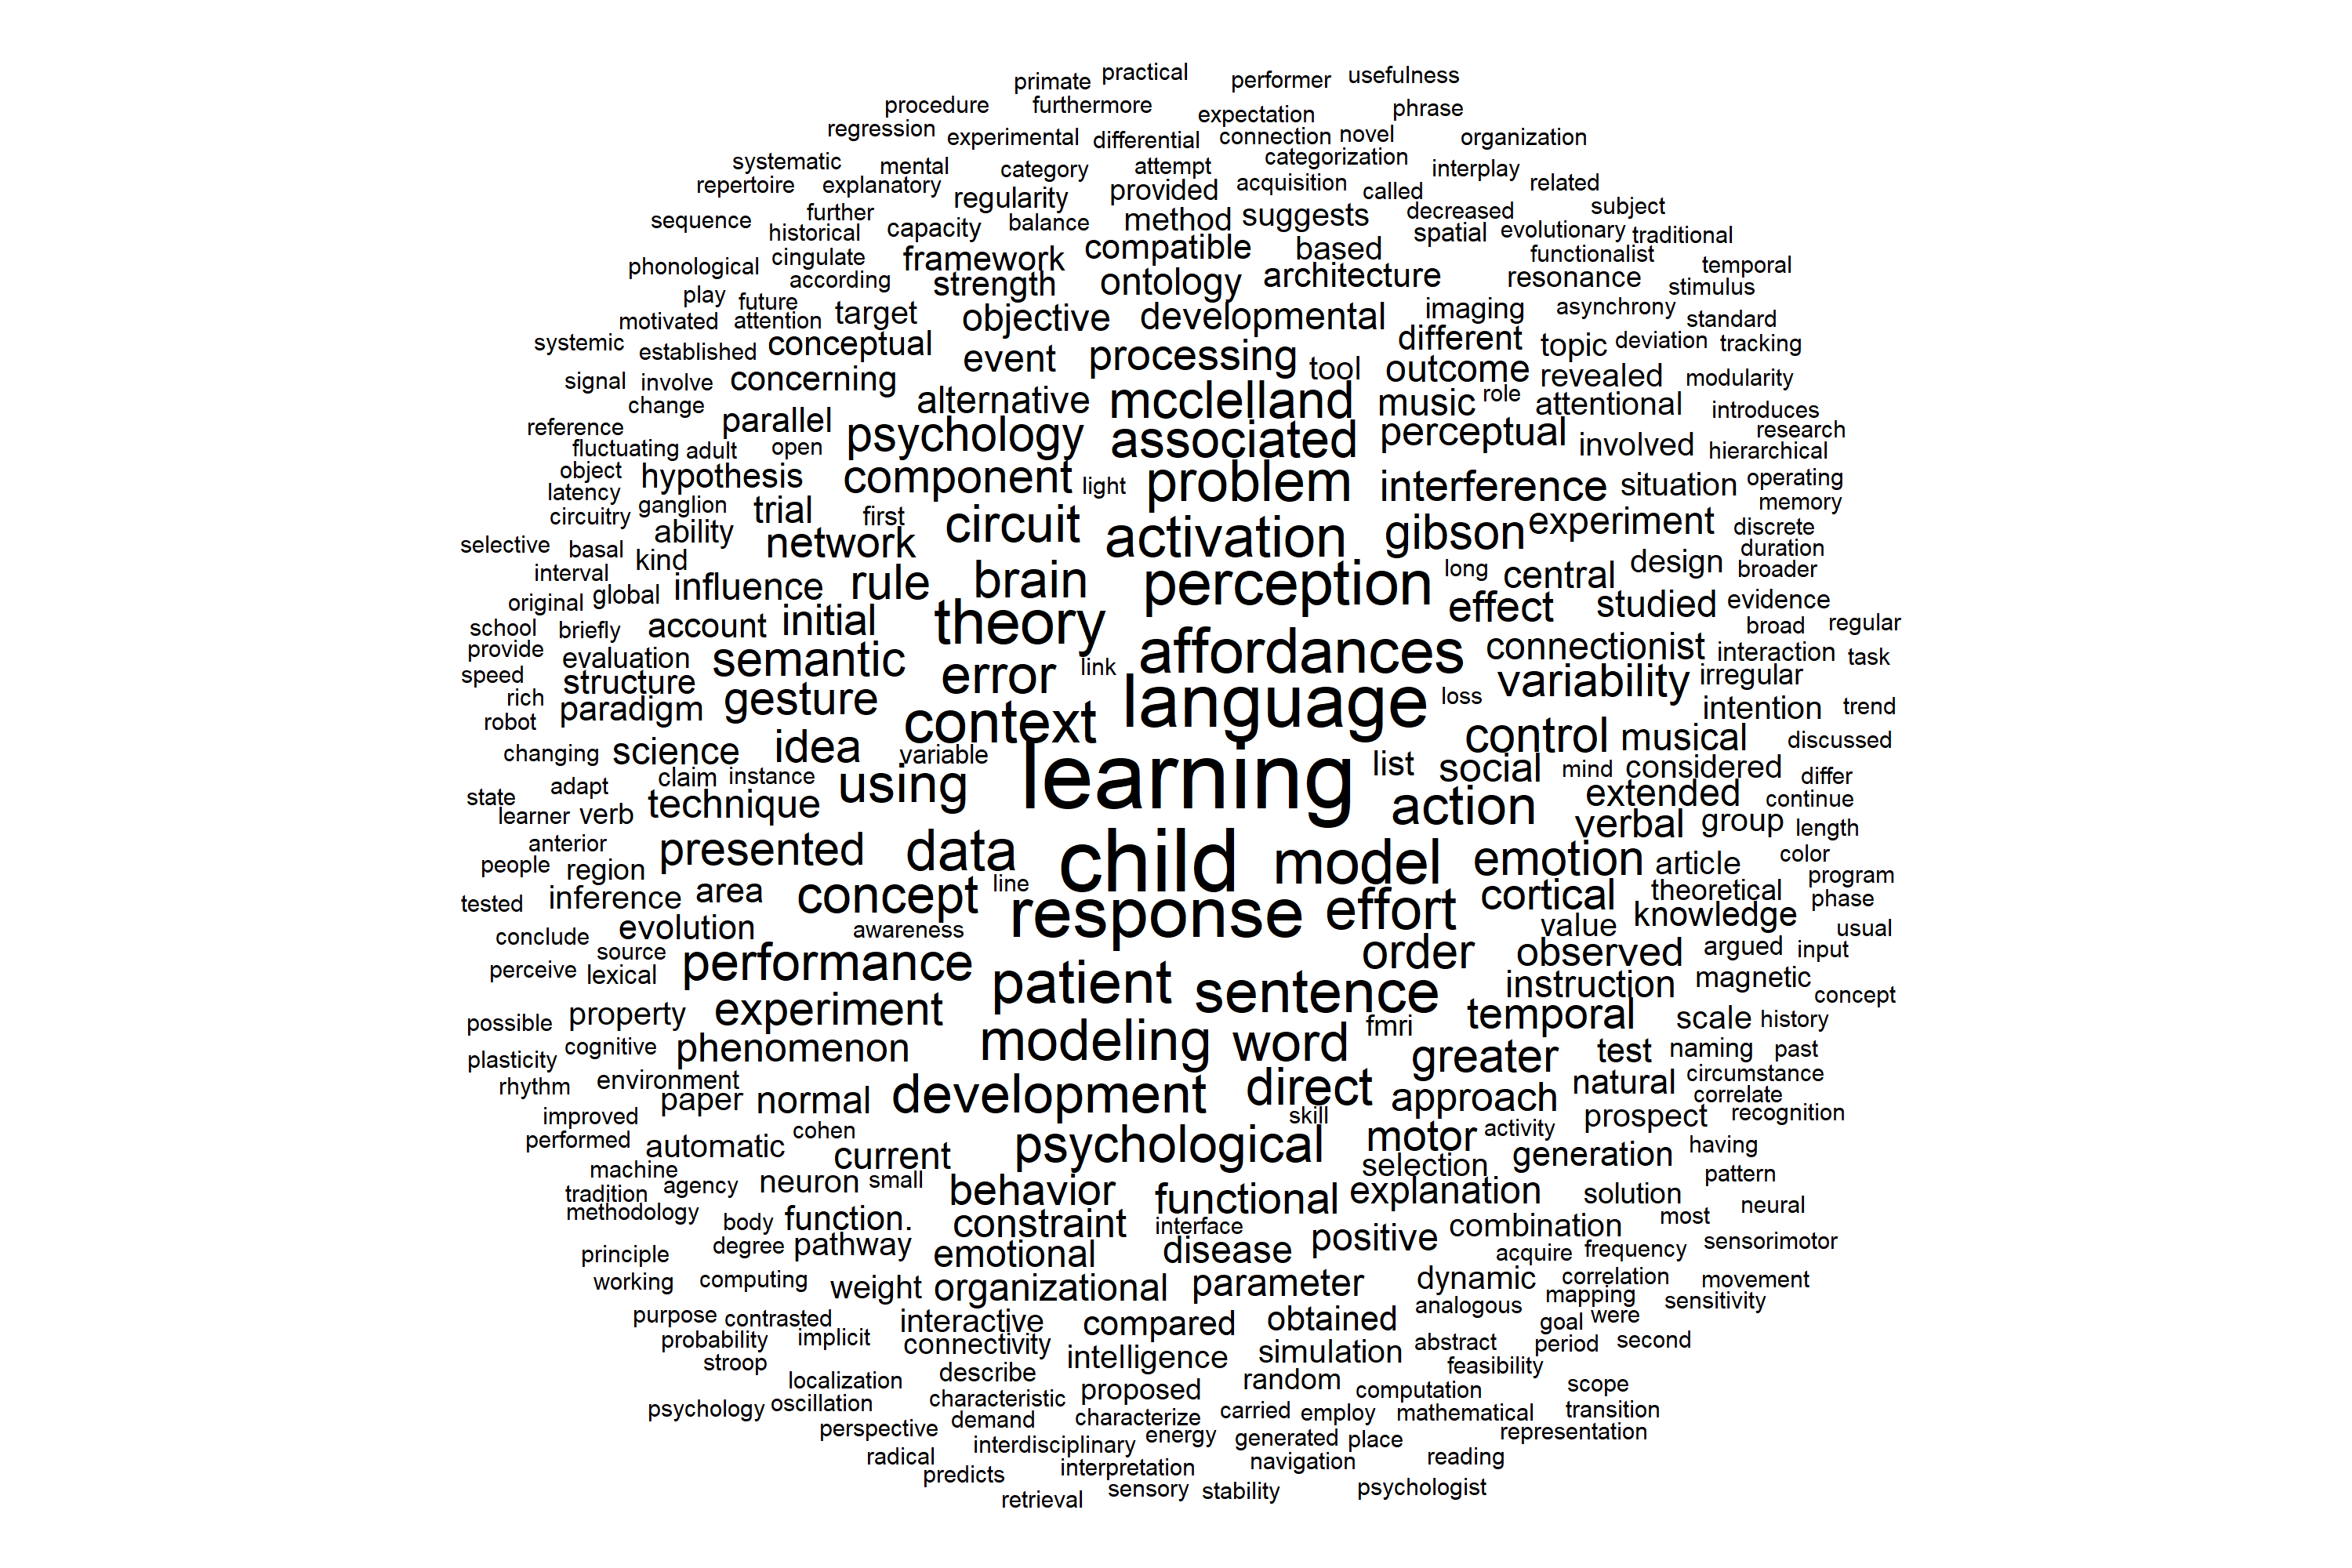 primate practical performer usefulness
procedure furthermore expectation phrase
regression experimental differential connection novel organization
systematic mental category attempt categorization interplay
repertoire explanatory regularity provided acquisition called related
sequence further historical capacity balance method suggests decreased spatial subject evolutionary traditional
phonological cingulate according framework compatible based functionalist temporal
play future strength ontology architecture resonance stimulus
motivated attention target objective developmental imaging asynchrony standard
systemic established conceptual event processing tool different topic deviation tracking
signal involve concerning outcome revealed modularity
change alternative mcclelland music role attentional introduces
reference parallel psychology associated perceptual involved research
fluctuating adult open hierarchical
object hypothesis component light problem interference situation operating
latency ganglion trial first memory
circuitry ability network circuit activation gibson experiment discrete
selective basal kind duration
interval global influence rule brain perception long central design broader
original theory effect studied evidence
school briefly account initial broad regular
provide evaluation semantic error link affordances connectionist interaction task
speed structure variability irregular
rich paradigm gesture context language loss intention trend
robot
changing science idea variable control musical discussed
adapt claim instance using learning list social mind considered differ
state technique action extended continue
learner verb verbal group length
anterior presented data child model emotion article color
people region program
tested inference area concept line response effort cortical theoretical phase
conclude evolution awareness value knowledge usual
source performance order observed argued input
perceive lexical patient sentence instruction magnetic concept
possible property experiment fmri temporal scale history
plasticity cognitive phenomenon modeling word greater test naming past
rhythm environment development direct natural circumstance
improved paper normal skill approach prospect correlate recognition
performed automatic cohen current psychological motor activity generation having
machine selection pattern
tradition agency neuron small behavior functional explanation solution neural
methodology body function. constraint interface combination most
principle degree pathway emotional disease positive acquire frequency sensorimotor
working computing weight organizational parameter dynamic correlation movement
mapping sensitivity
purpose contrasted interactive compared obtained analogous goal were
probability implicit connectivity intelligence simulation abstract period second
stroop describe feasibility
localization characteristic proposed random computation scope
psychology oscillation demand characterize carried employ mathematical transition
perspective interdisciplinary energy generated place representation
radical predicts interpretation navigation reading
retrieval sensory stability psychologist